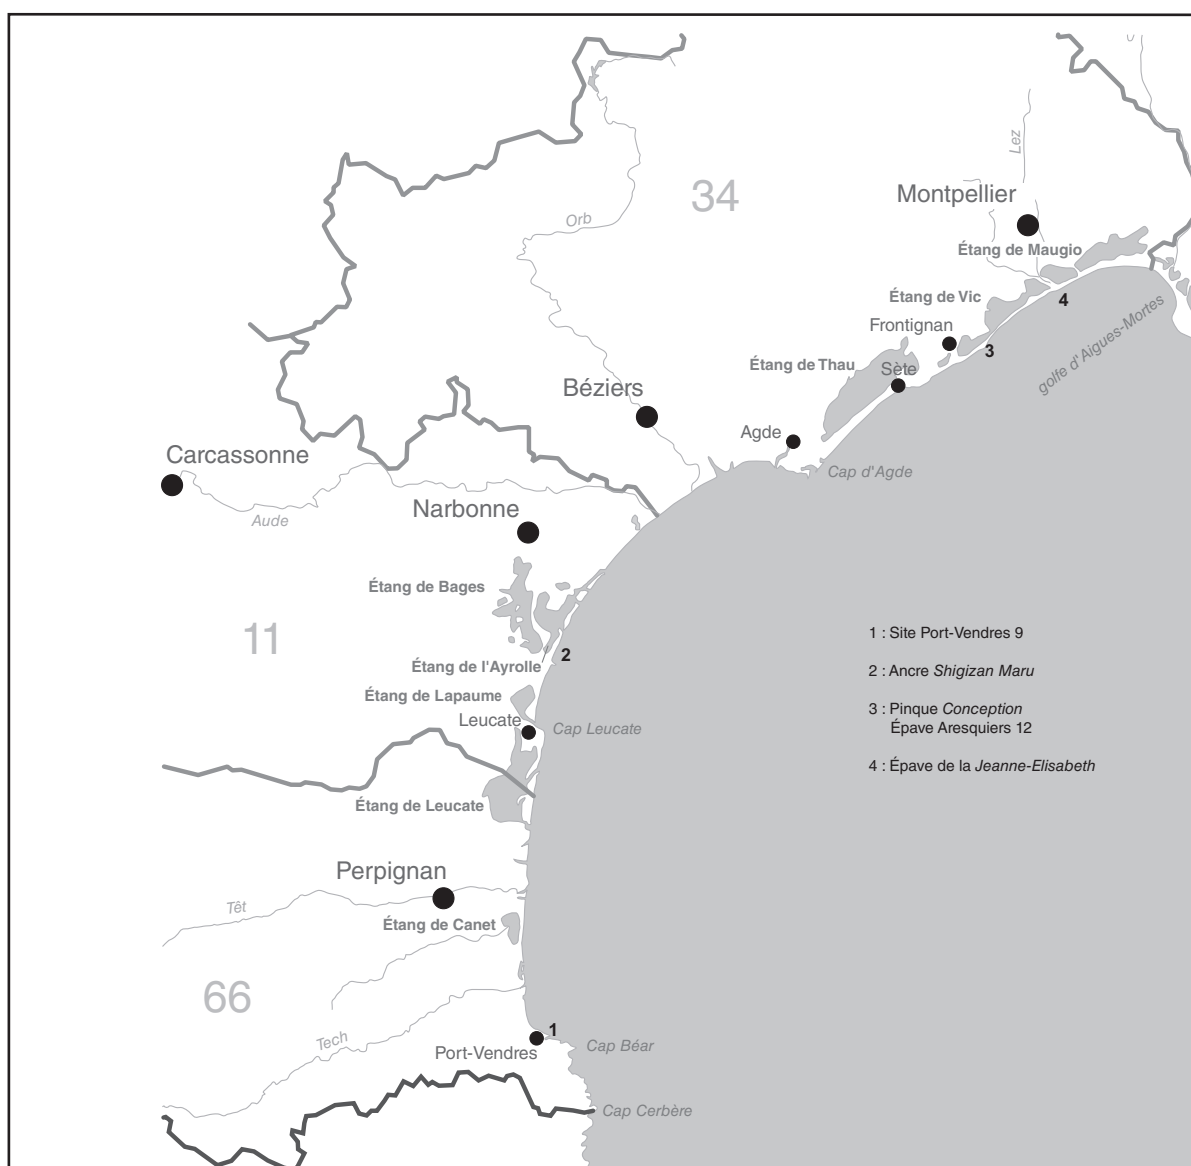 Lez
34
Montpellier
Orb
Étang de Maugio
Étang de Vic
4
golfe d'Aigues-Mortes
Frontignan
3
Étang de Thau
Sète
Béziers
Agde
Carcassonne
Cap d'Agde
Narbonne
Aude
Étang de Bages
11
1 : Site Port-Vendres 9
2
Étang de l'Ayrolle
2 : Ancre Shigizan Maru
Étang de Lapaume
3 : Pinque Conception
Leucate
Cap Leucate
Épave Aresquiers 12
4 : Épave de la Jeanne-Elisabeth
Étang de Leucate
Perpignan
Têt
Étang de Canet
66
1
Tech
Port-Vendres
Cap Béar
Cap Cerbère